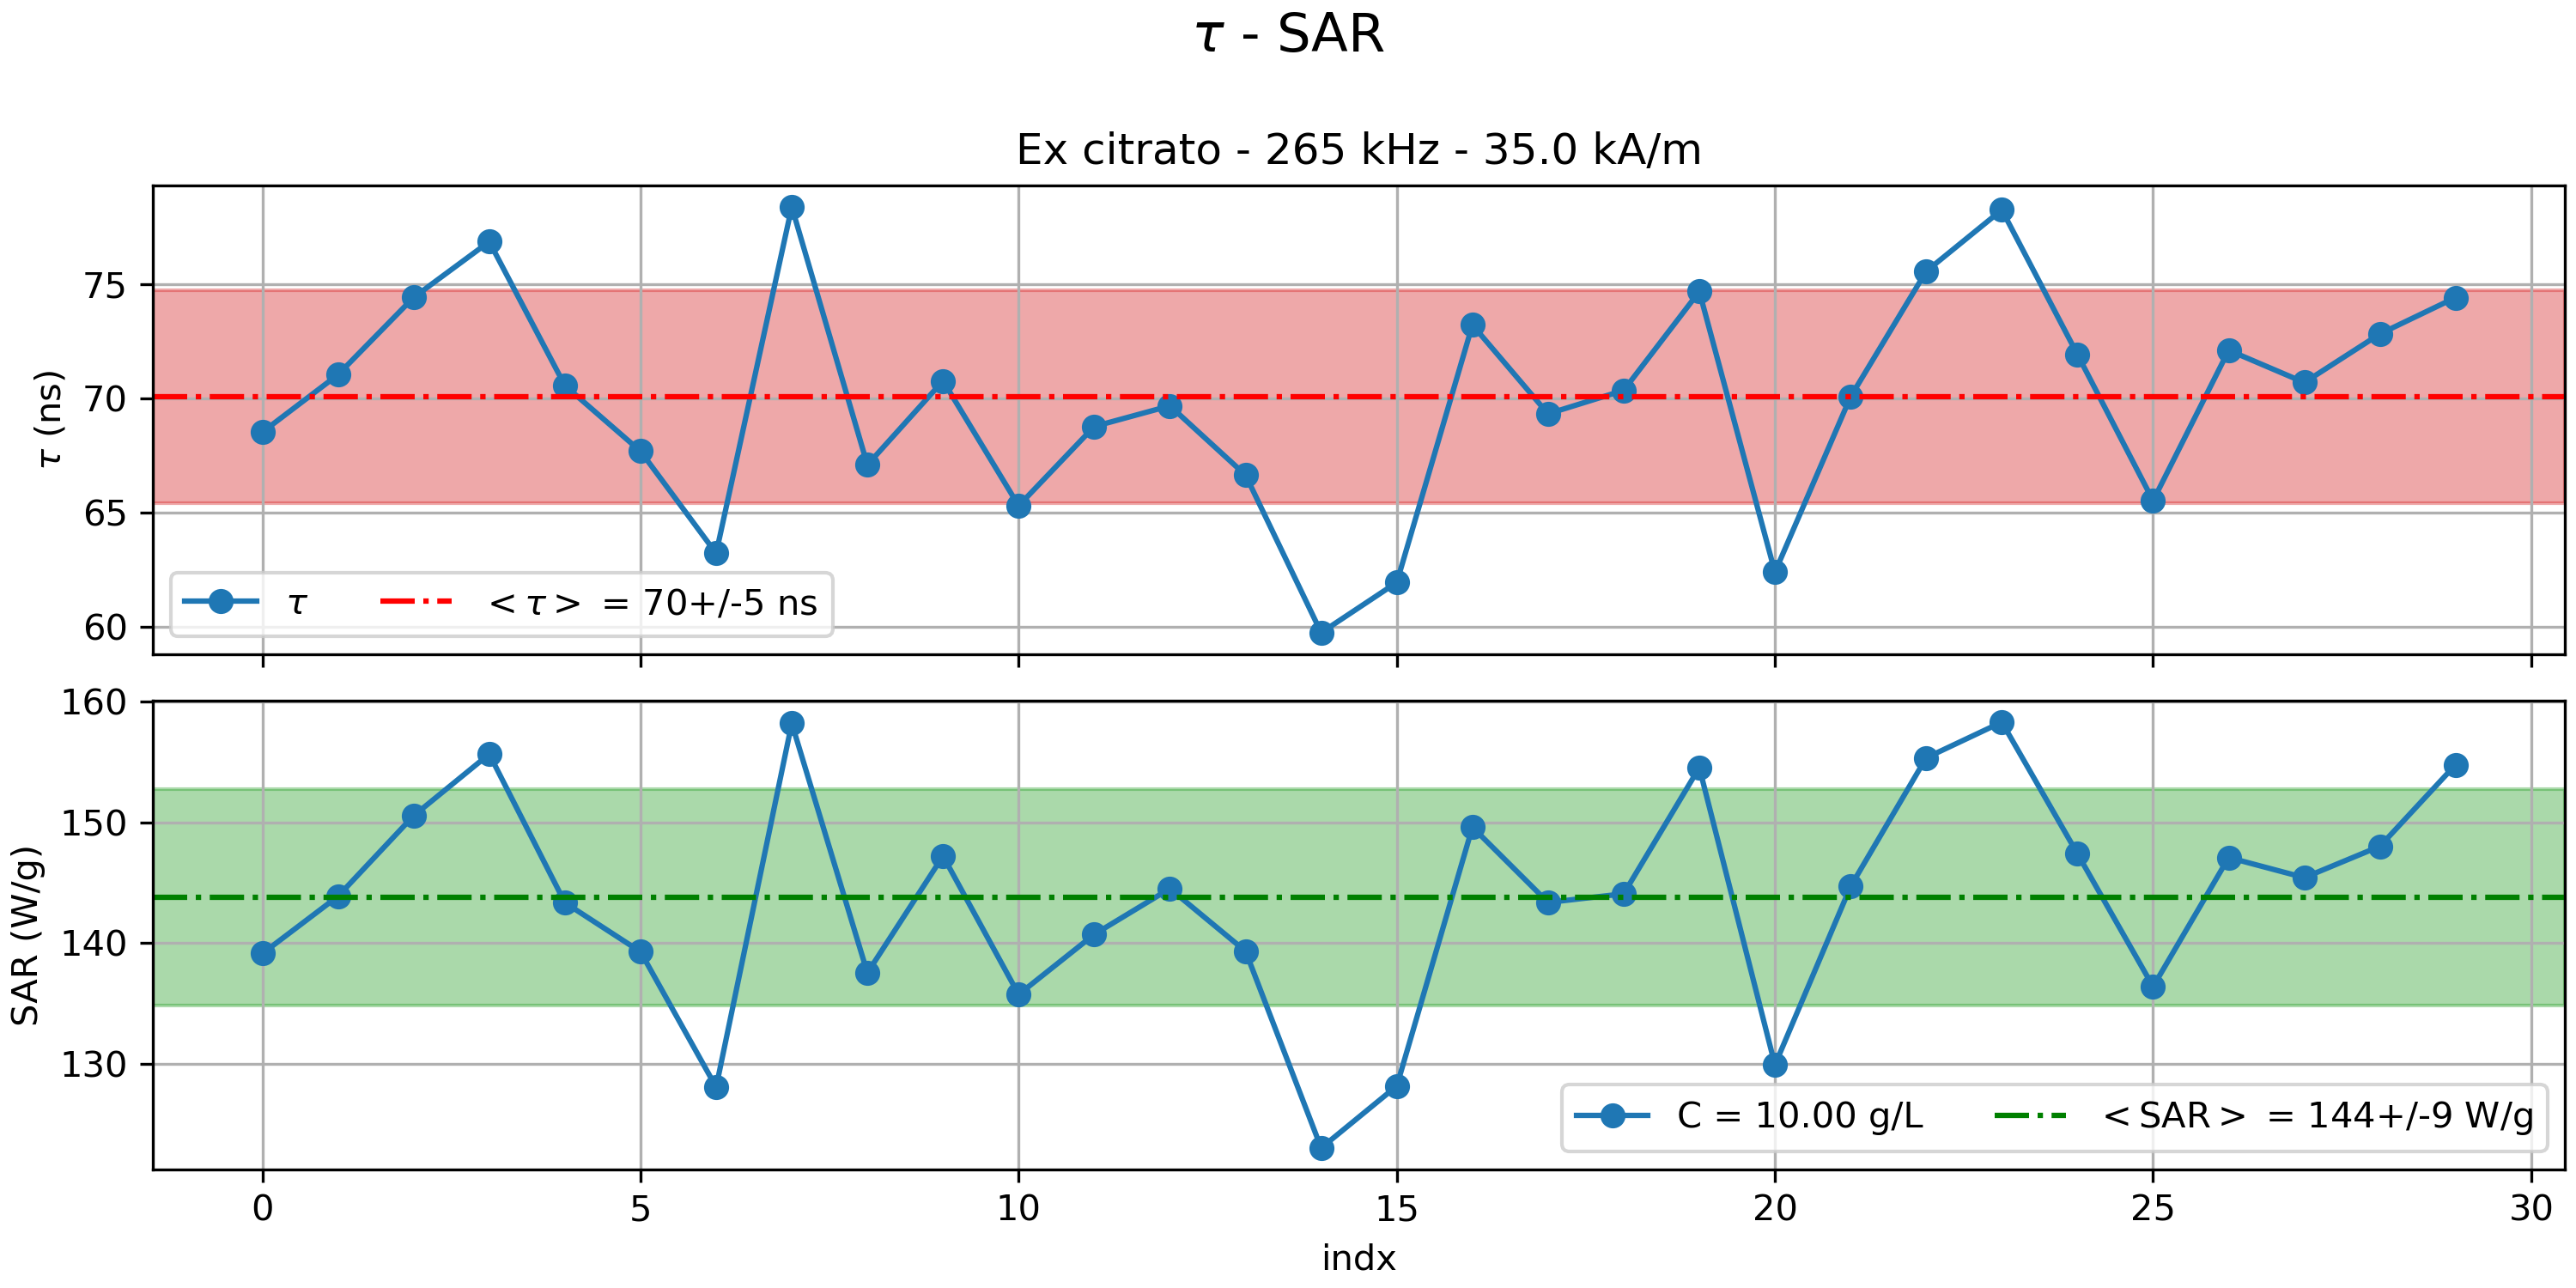 τ - SAR
Ex citrato - 265 kHz - 35.0 kA/m
75
70
65
60
τ (ns)
τ <τ> = 70+/-5 ns
160
150
140
130
SAR (W/g)
C = 10.00 g/L <SAR> = 144+/-9 W/g
0 5 10 15 20 25 30
indx